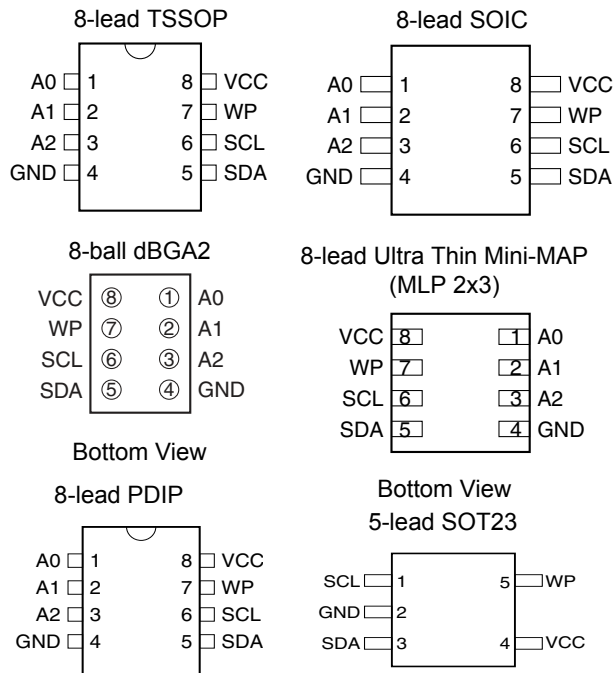 8-lead TSSOP
A0 1 8 VCC
A1 2 7 WP
A2 3 6 SCL
GND 4 5 SDA
8-lead SOIC
A0 1 8 VCC
A1 2 7 WP
A2 3 6 SCL
GND 4 5 SDA
8-ball dBGA2
VCC 8 1 A0
WP 7 2 A1
SCL 6 3 A2
SDA 5 4 GND
Bottom View
8-lead Ultra Thin Mini-MAP
(MLP 2x3)
VCC 8 1 A0
WP 7 2 A1
SCL 6 3 A2
SDA 5 4 GND
Bottom View
8-lead PDIP
A0 1 8 VCC
A1 2 7 WP
A2 3 6 SCL
GND 4 5 SDA
5-lead SOT23
SCL 1 5 WP
GND 2
SDA 3 4 VCC